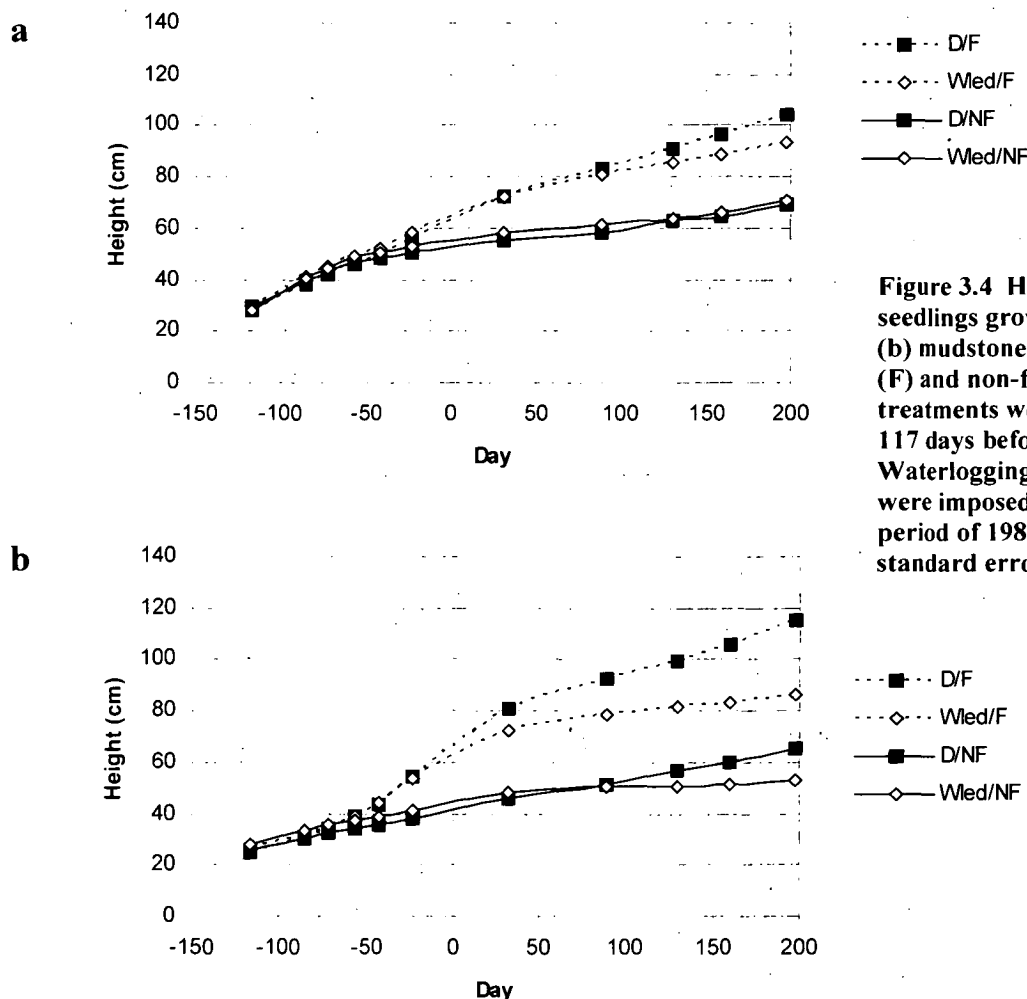 a
140
120
100
80
60
40
20
0
Height (cm)
-150 -100 -50 0 50 100 150 200
Day
D/F
Wled/F
D/NF
Wled/NF
Figure 3.4 H
seedlings grov
(b) mudstone
(F) and non-f
treatments we
117 days befo
Waterlogging
were imposed
period of 198
standard erro
b
140
120
100
80
60
40
20
0
Height (cm)
-150 -100 -50 0 50 100 150 200
Day
D/F
Wled/F
D/NF
Wled/NF